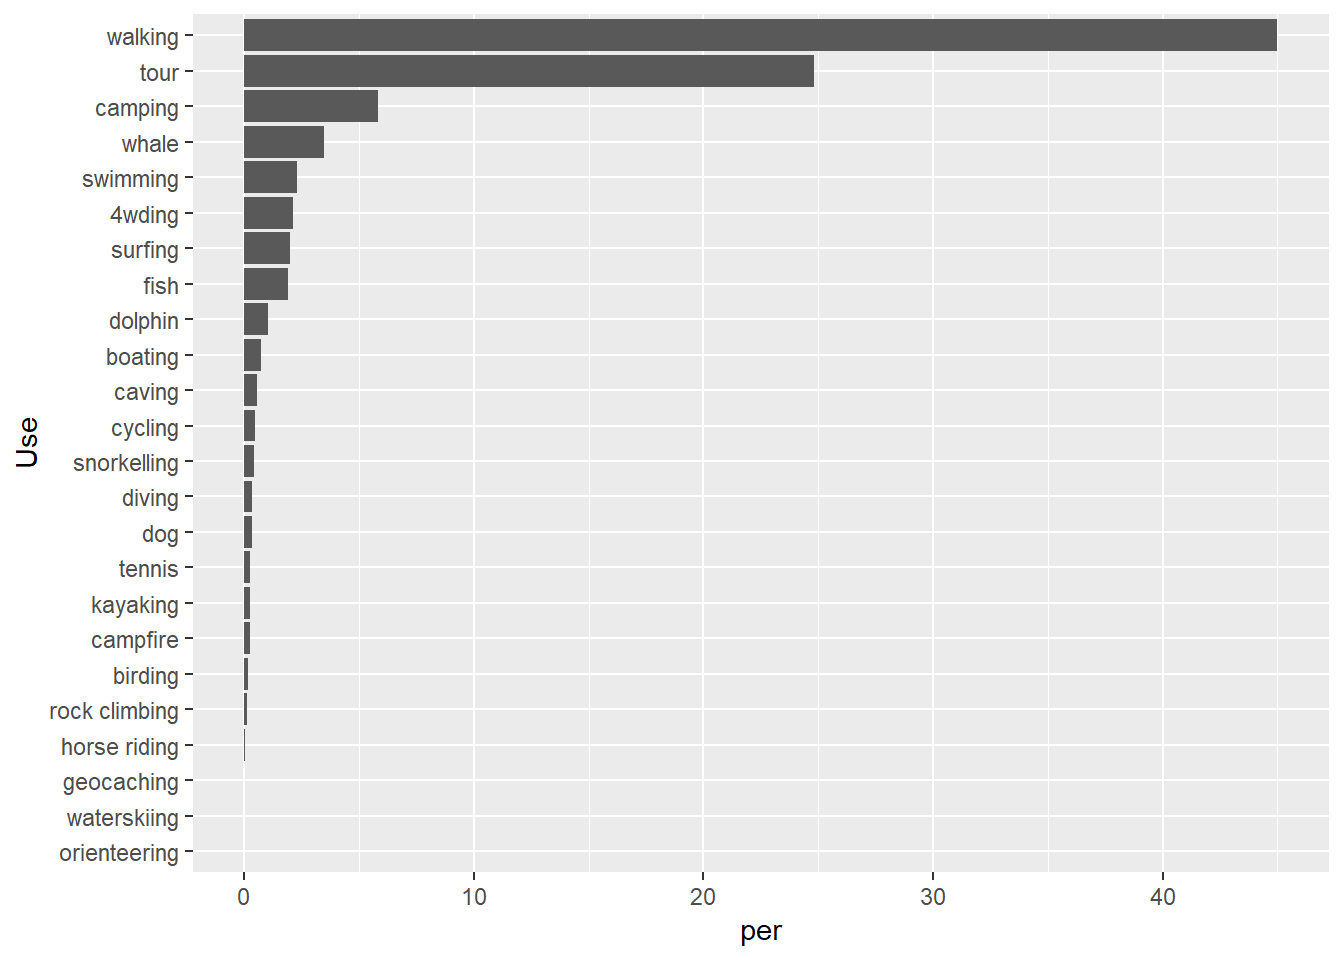 walking
tour
camping
whale
swimming
4wding
surfing
fish
dolphin
boating
caving
cycling
snorkelling
diving
dog
tennis
kayaking
campfire
birding
rock climbing
horse riding
geocaching
waterskiing
orienteering
Use
0 10 20 30 40
per